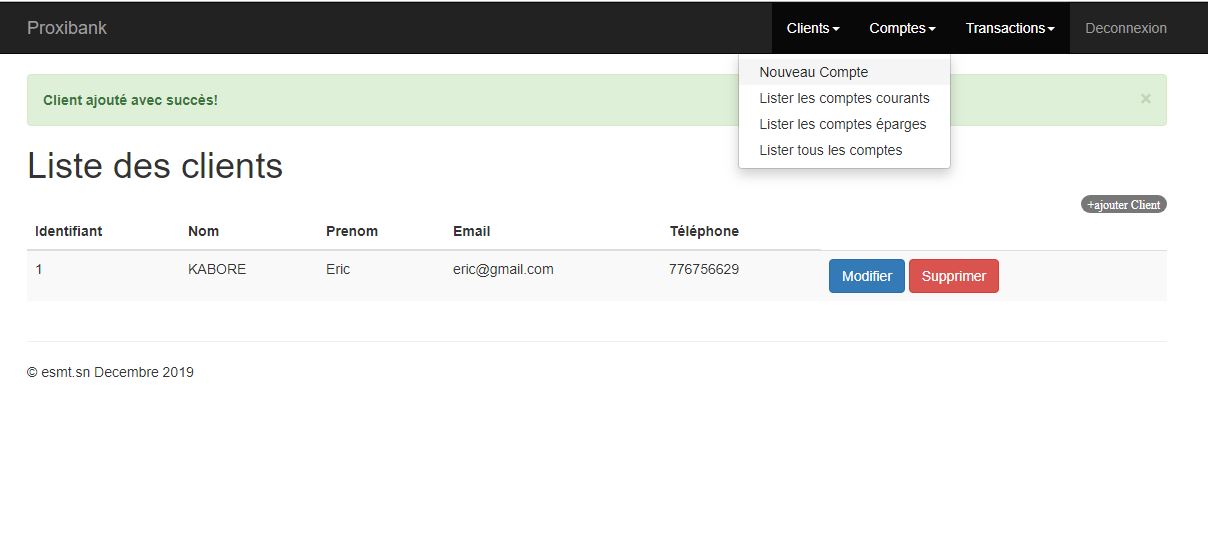 Proxibank Clients Comptes Transactions Deconnexion
Nouveau Compte
Lister les comptes courants
Lister les comptes éparges
Lister tous les comptes
Client ajouté avec succès! ×
Liste des clients
+ajouter Client
Identifiant Nom Prenom Email Téléphone
1 KABORE Eric eric@gmail.com 776756629 Modifier Supprimer
© esmt.sn Decembre 2019